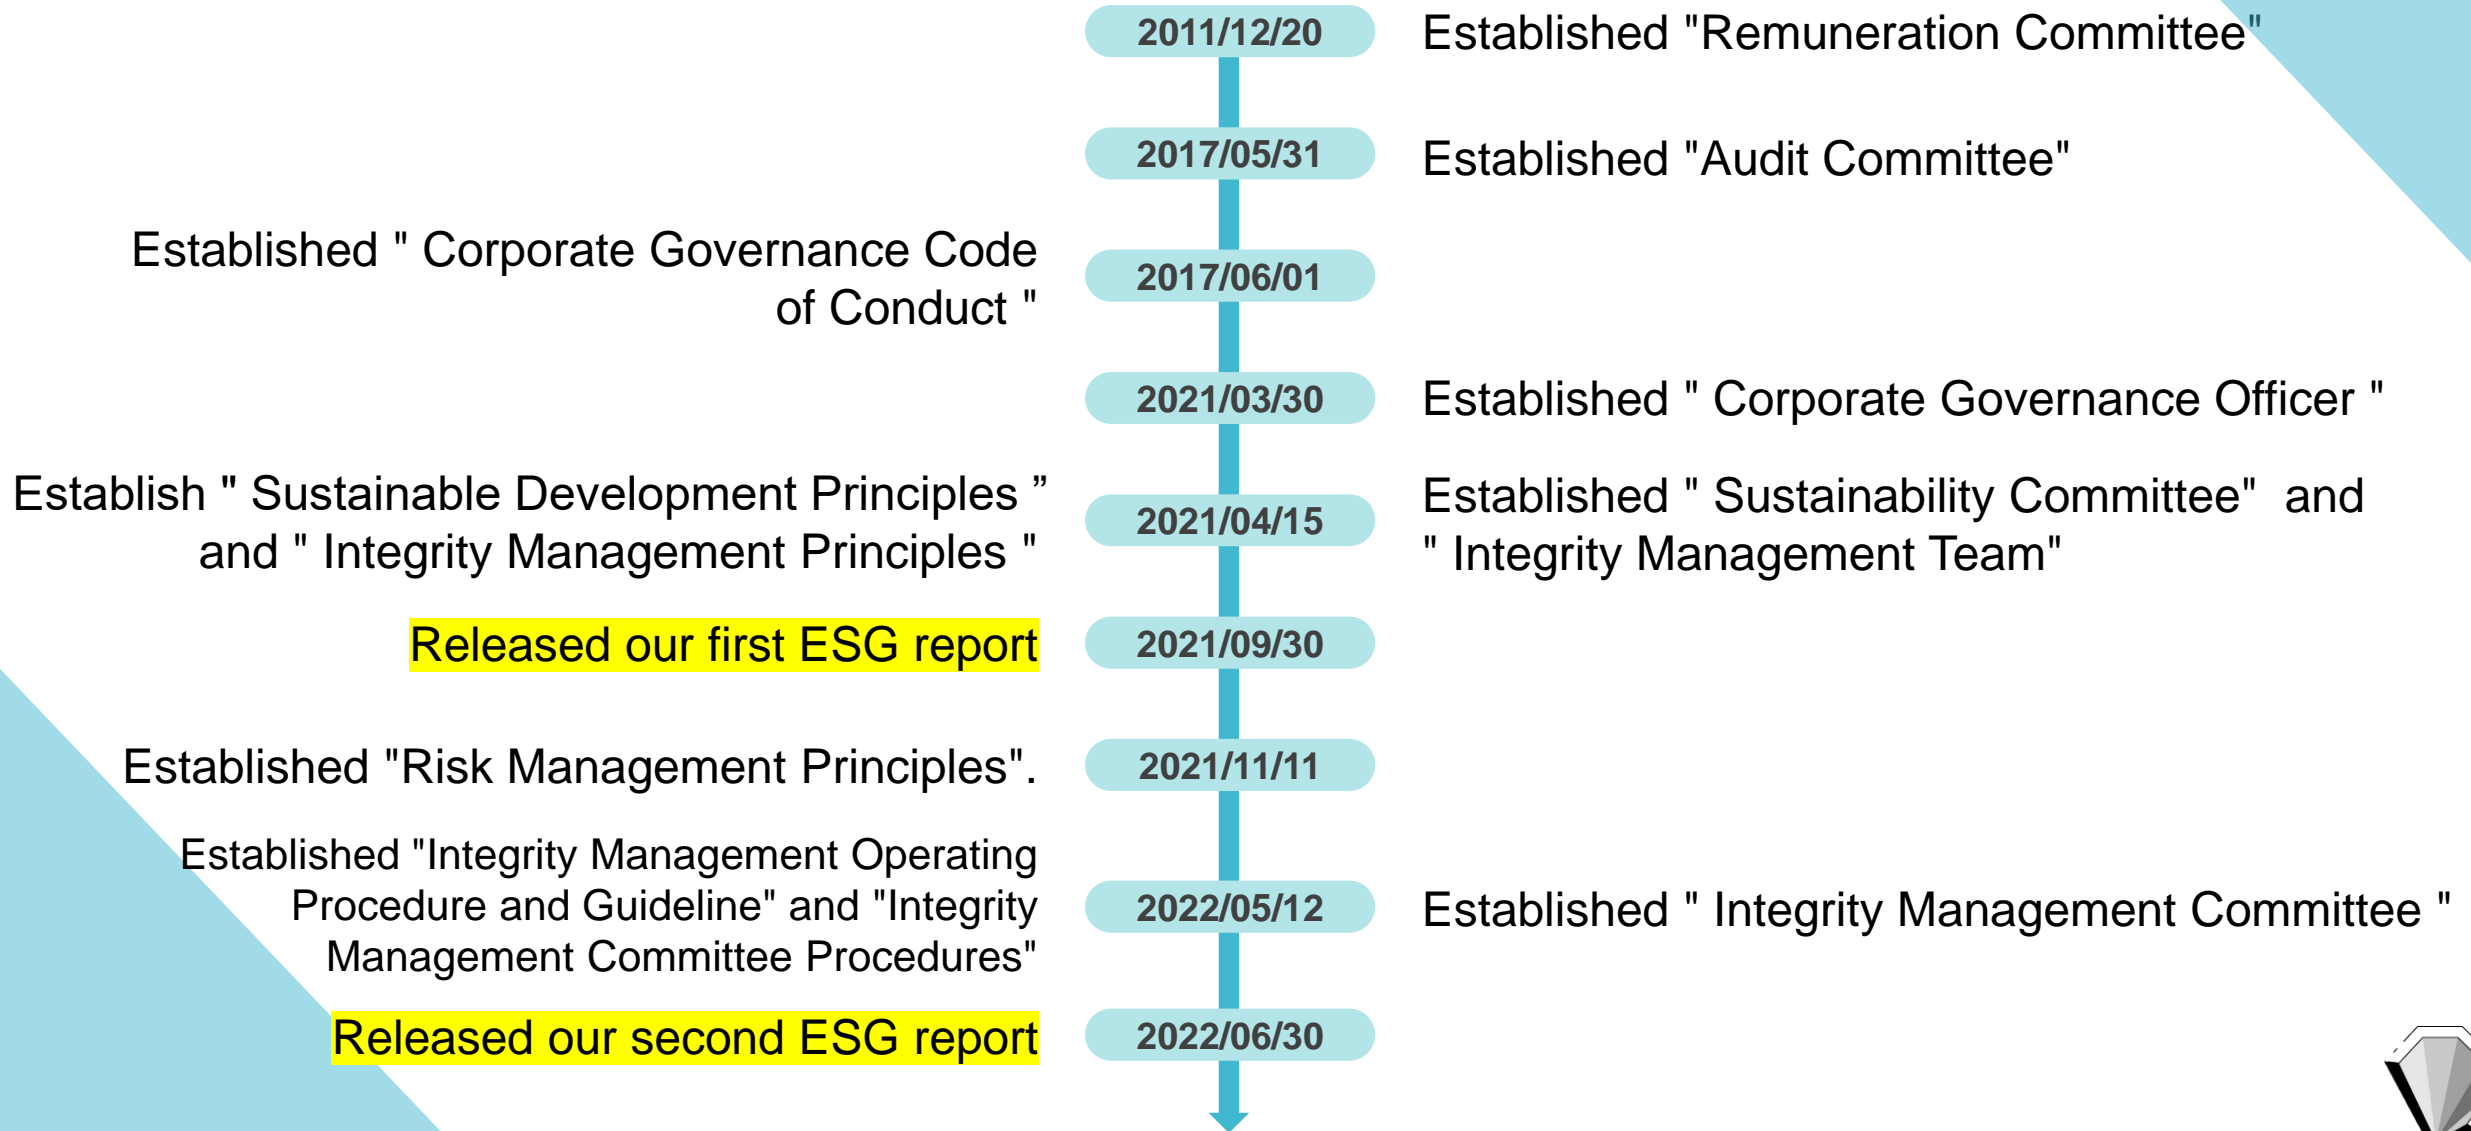 2011/12/20
Established "Remuneration Committee"
2017/05/31
Established "Audit Committee"
Established " Corporate Governance Code
of Conduct "
2017/06/01
2021/03/30
Established " Corporate Governance Officer "
Establish " Sustainable Development Principles ”
and " Integrity Management Principles "
2021/04/15
Established " Sustainability Committee"  and
" Integrity Management Team"
Released our first ESG report
2021/09/30
Established "Risk Management Principles".
2021/11/11
Established "Integrity Management Operating
Procedure and Guideline" and "Integrity
Management Committee Procedures"
2022/05/12
Established " Integrity Management Committee "
Released our second ESG report
2022/06/30